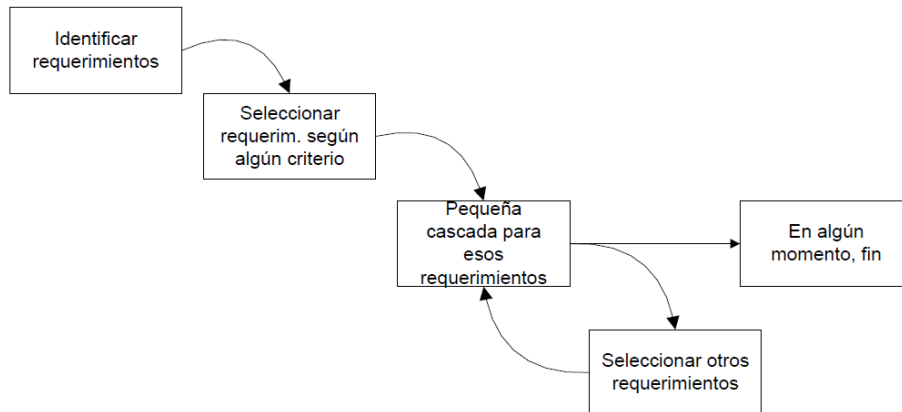 Identificar
requerimientos
Seleccionar
requerim. según
algún criterio
Pequeña
cascada para
esos
requerimientos
En algún
momento, fin
Seleccionar otros
requerimientos